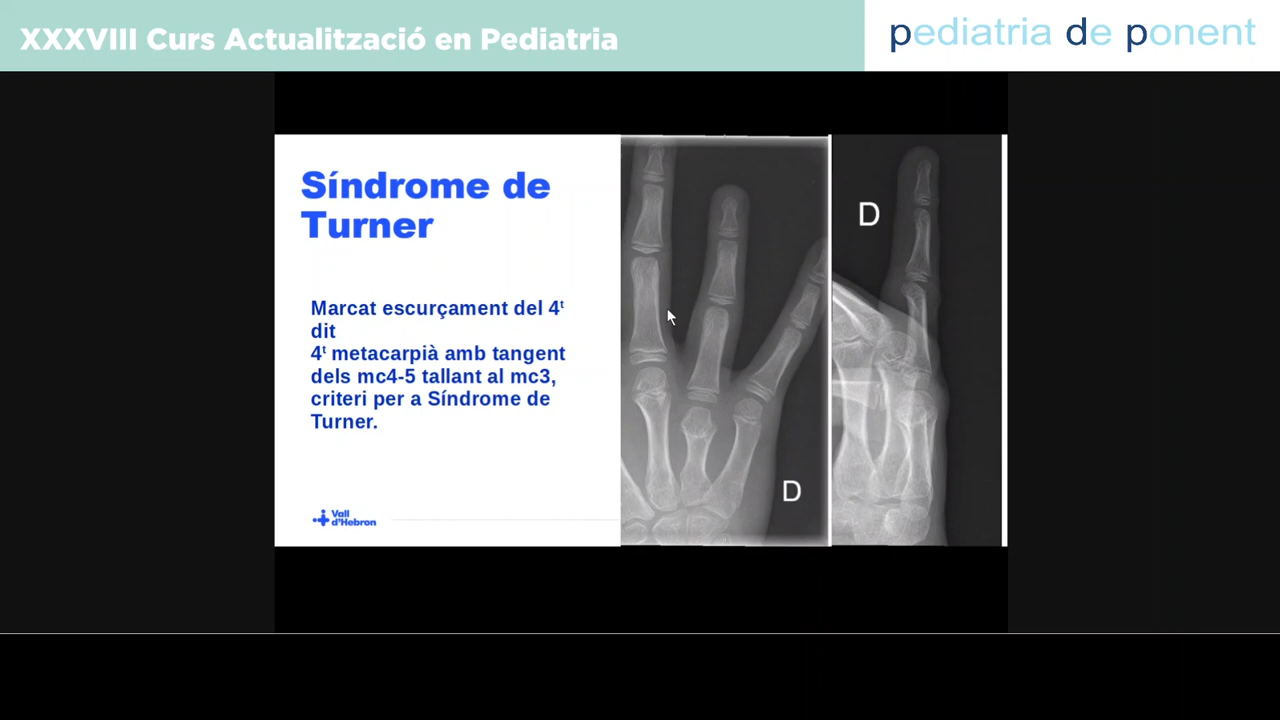 XXXVIII Curs Actualització en Pediatria
pediatria de ponent
Síndrome de
Turner
Marcat escurçament del 4ᵗ
dit
4ᵗ metacarpià amb tangent
dels mc4-5 tallant al mc3,
criteri per a Síndrome de
Turner.
Vall
d'Hebron
D
D